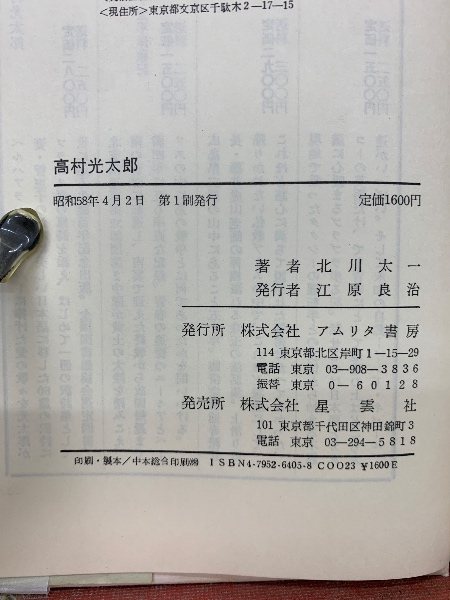 <現住所>東京都文京区千駄木2-17-15
高村光太郎
昭和58年4月2日 第1刷発行 定価1600円
著者 北川太一
発行者 江原良治
発行所 株式会社 アムリタ書房
114 東京都北区岸町1-15-29
電話 東京 03-908-3836
振替 東京 0-60128
発売所 株式会社 星雲社
101 東京都千代田区神田錦町3
電話 東京 03-294-5818
印刷・製本/中本総合印刷㈱ ISBN4-7952-6405-8 COO23 ¥1600E